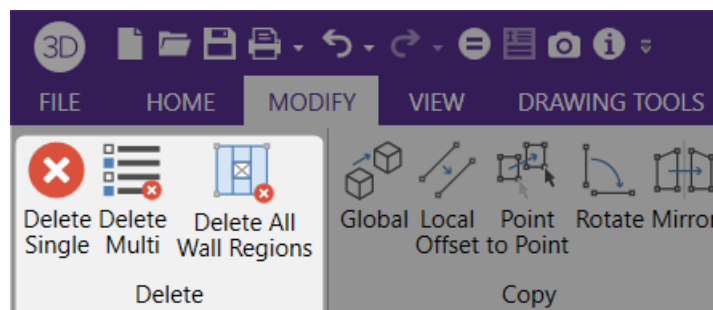 3D
FILE HOME MODIFY VIEW DRAWING TOOLS
Delete Single
Delete Multi
Delete All Wall Regions
Global
Local Offset
Point to Point
Rotate
Mirror
Delete
Copy